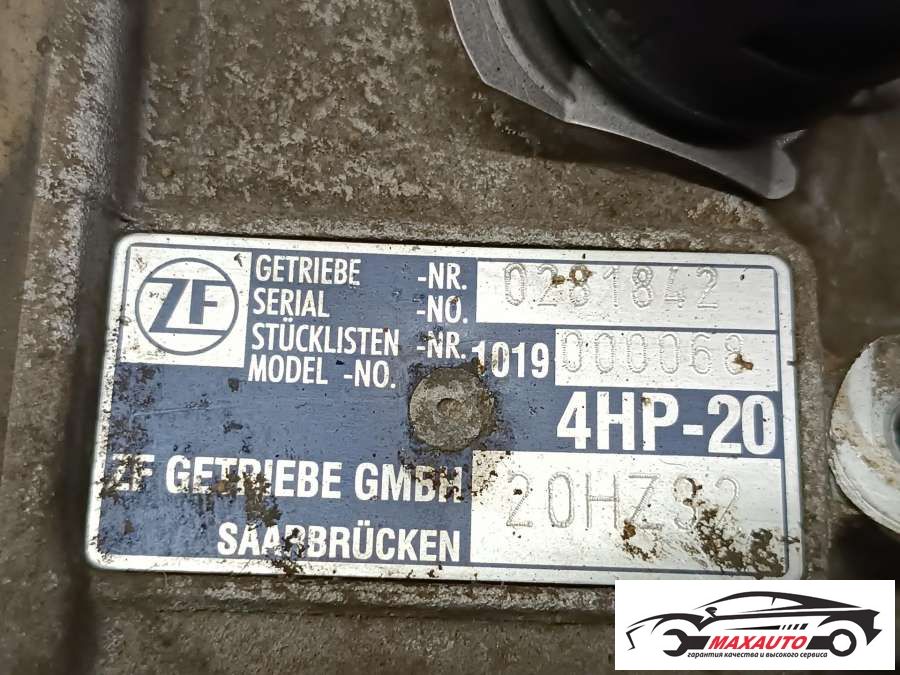 ZF
GETRIEBE -NR. 0281842
SERIAL -NO.
STÜCKLISTEN -NR. 1019 000068
MODEL -NO.
4HP-20
ZF GETRIEBE GMBH 20HZ32
SAARBRÜCKEN
MAXAUTO
гарантия качества и высокого сервиса